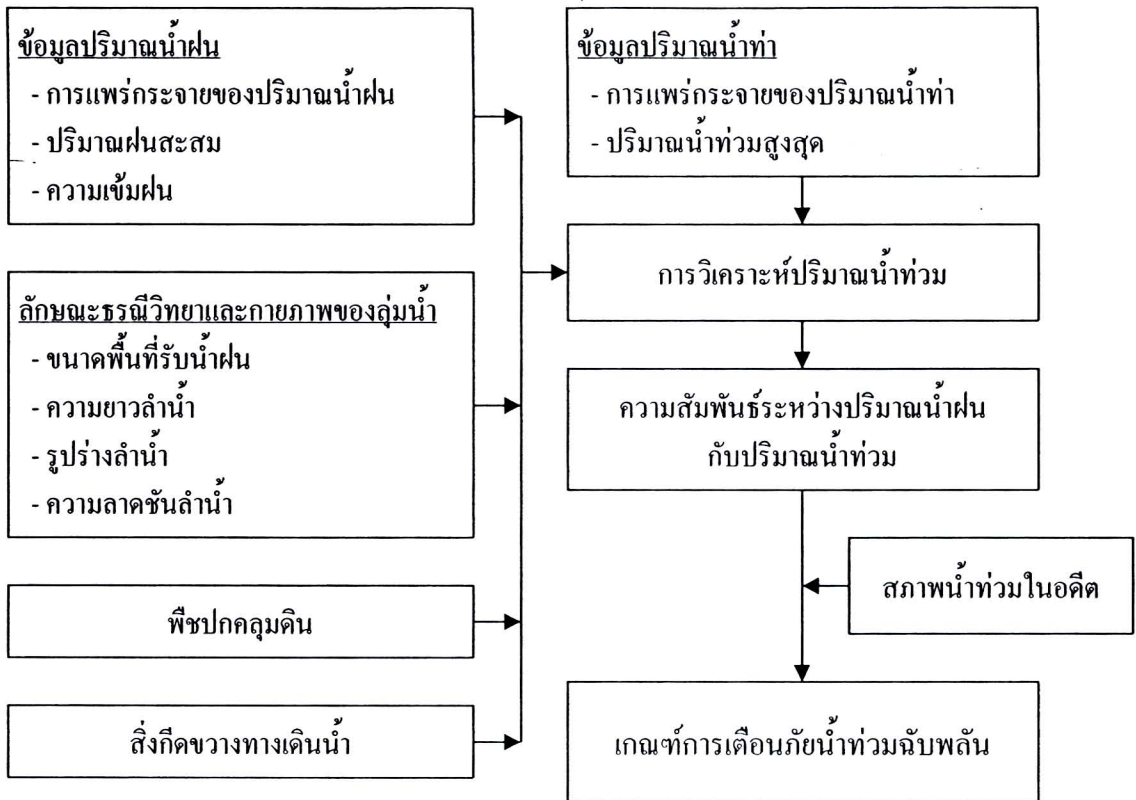 ข้อมูลปริมาณน้ำฝน
- การแพร่กระจายของปริมาณน้ำฝน
- ปริมาณฝนสะสม
- ความเข้มฝน
ลักษณะธรณีวิทยาและกายภาพของลุ่มน้ำ
- ขนาดพื้นที่รับน้ำฝน
- ความยาวลำน้ำ
- รูปร่างลำน้ำ
- ความลาดชันลำน้ำ
พืชปกคลุมดิน
สิ่งกีดขวางทางเดินน้ำ
ข้อมูลปริมาณน้ำท่า
- การแพร่กระจายของปริมาณน้ำท่า
- ปริมาณน้ำท่วมสูงสุด
การวิเคราะห์ปริมาณน้ำท่วม
ความสัมพันธ์ระหว่างปริมาณน้ำฝน
กับปริมาณน้ำท่วม
สภาพน้ำท่วมในอดีต
เกณฑ์การเตือนภัยน้ำท่วมฉับพลัน